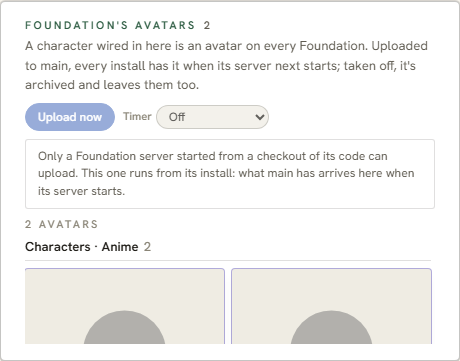 FOUNDATION'S AVATARS 2
A character wired in here is an avatar on every Foundation. Uploaded
to main, every install has it when its server next starts; taken off, it's
archived and leaves them too.
Upload now Timer Off
Only a Foundation server started from a checkout of its code can
upload. This one runs from its install: what main has arrives here when
its server starts.
2 AVATARS
Characters · Anime 2